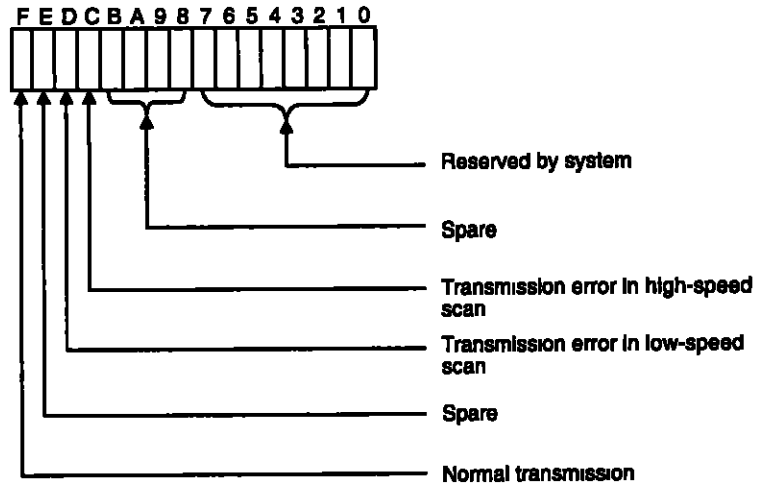 F E D C B A 9 8 7 6 5 4 3 2 1 0
Reserved by system
Spare
Transmission error in high-speed
scan
Transmission error in low-speed
scan
Spare
Normal transmission